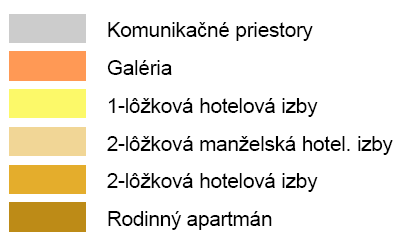 Komunikačné priestory
Galéria
1-lôžková hotelová izby
2-lôžková manželská hotel. izby
2-lôžková hotelová izby
Rodinný apartmán